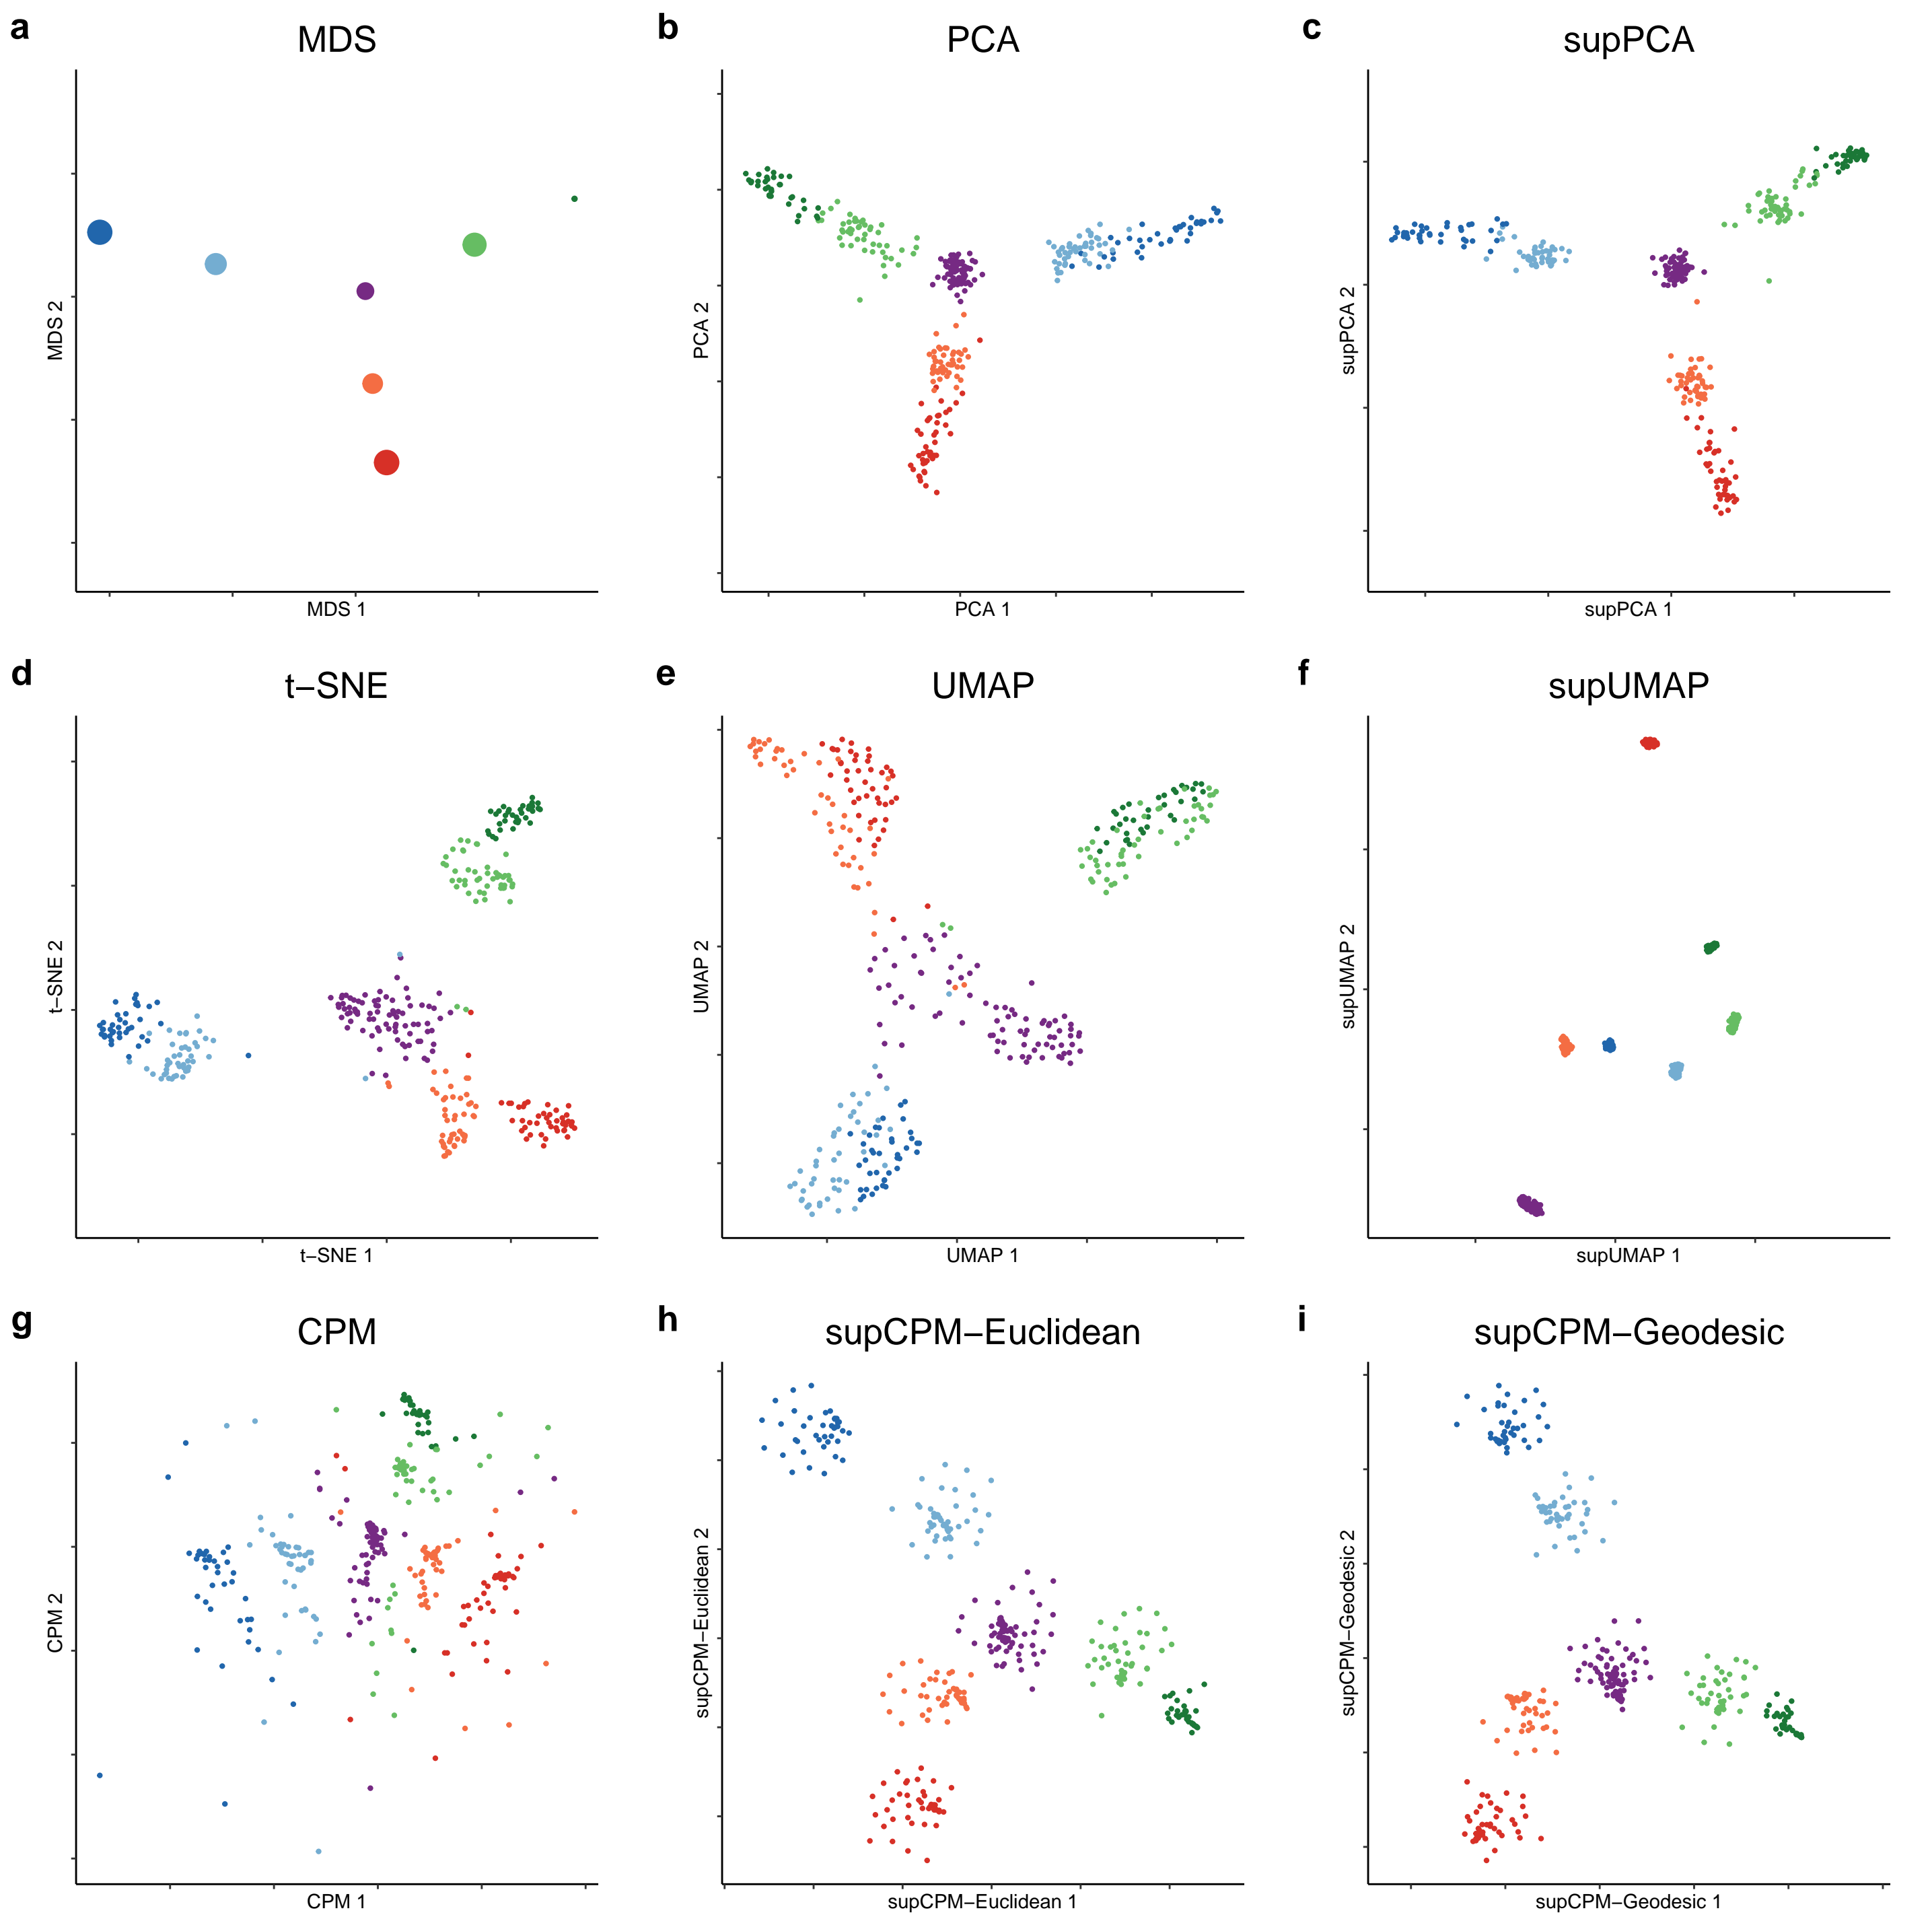 a
MDS
MDS 2
MDS 1
b
PCA
PCA 2
PCA 1
c
supPCA
supPCA 2
supPCA 1
d
t–SNE
t–SNE 2
t–SNE 1
e
UMAP
UMAP 2
UMAP 1
f
supUMAP
supUMAP 2
supUMAP 1
g
CPM
CPM 2
CPM 1
h
supCPM–Euclidean
supCPM–Euclidean 2
supCPM–Euclidean 1
i
supCPM–Geodesic
supCPM–Geodesic 2
supCPM–Geodesic 1